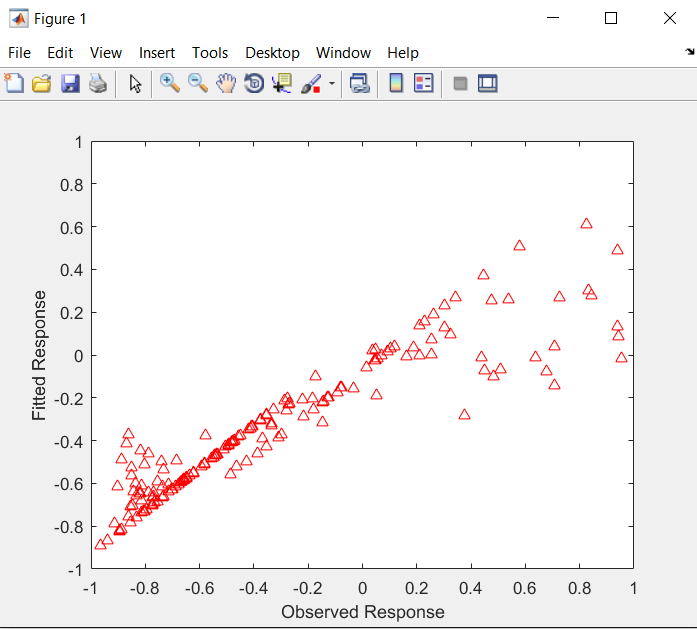 Figure 1
File Edit View Insert Tools Desktop Window Help
1
0.8
0.6
0.4
0.2
0
-0.2
-0.4
-0.6
-0.8
-1
Fitted Response
-1 -0.8 -0.6 -0.4 -0.2 0 0.2 0.4 0.6 0.8 1
Observed Response